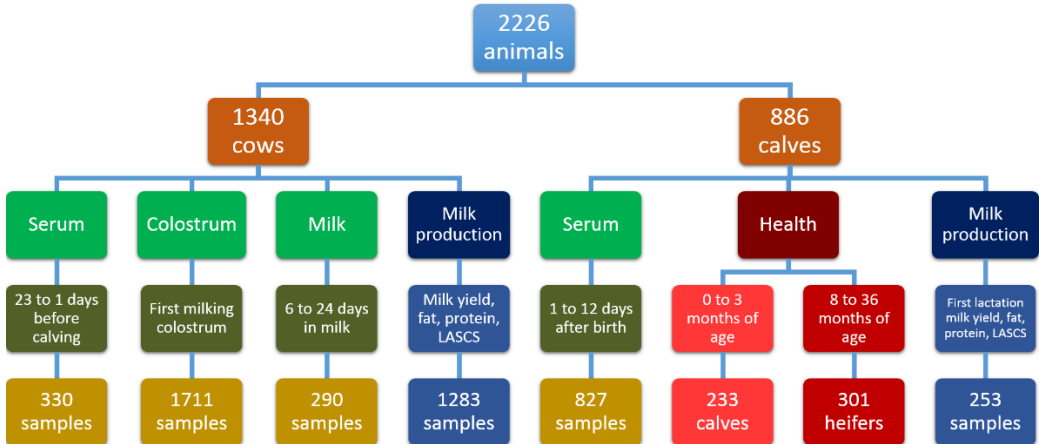 2226
animals
1340
cows
886
calves
Serum
Colostrum
Milk
Milk
production
Serum
Health
Milk
production
23 to 1 days
before
calving
First milking
colostrum
6 to 24 days
in milk
Milk yield,
fat, protein,
LASCS
1 to 12 days
after birth
0 to 3
months of
age
8 to 36
months of
age
First lactation
milk yield, fat,
protein, LASCS
330
samples
1711
samples
290
samples
1283
samples
827
samples
233
calves
301
heifers
253
samples